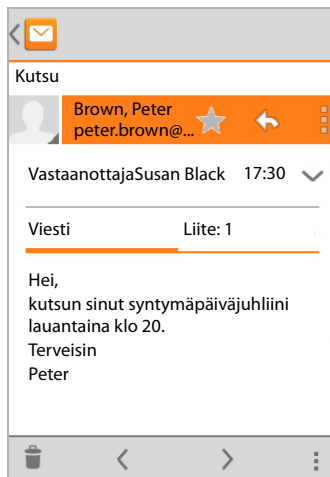 Kutsu
Brown, Peter
peter.brown@...
VastaanottajaSusan Black 17:30
Viesti Liite: 1
Hei,
kutsun sinut syntymäpäiväjuhliini
lauantaina klo 20.
Terveisin
Peter